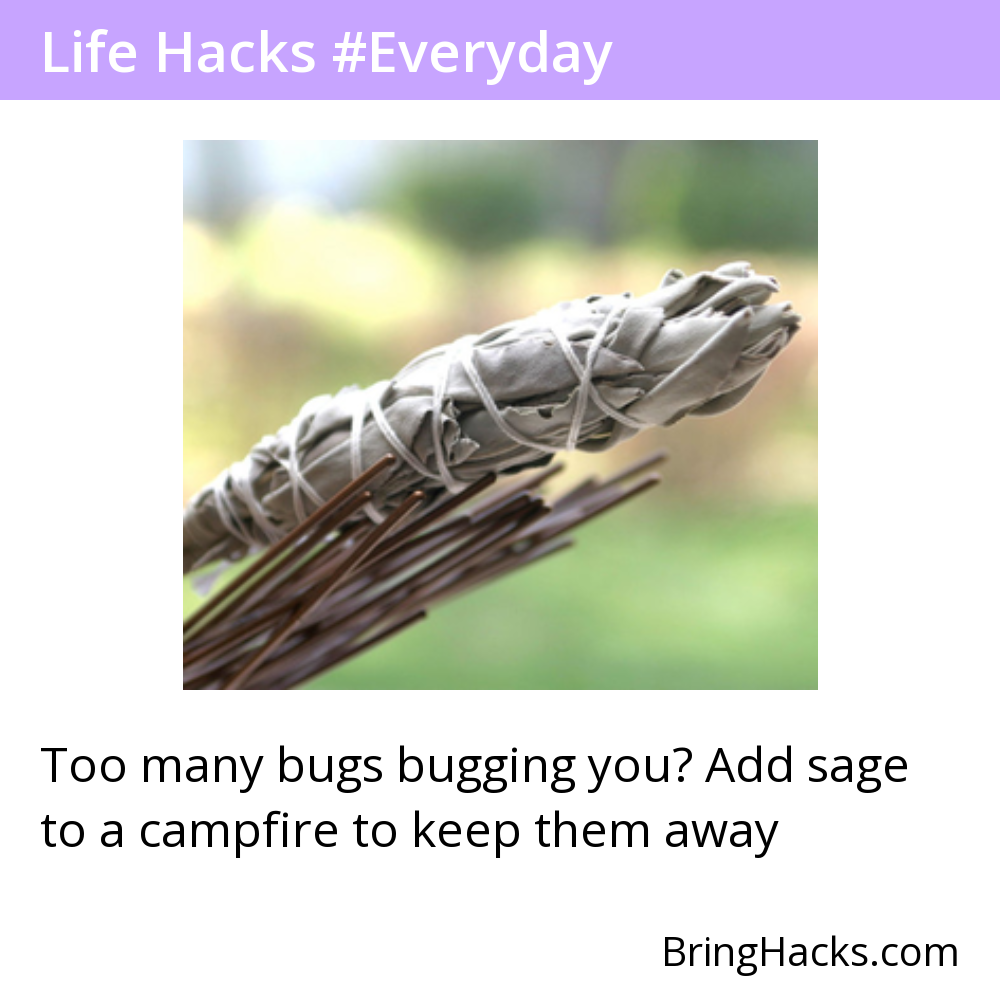 Life Hacks #Everyday
Too many bugs bugging you? Add sage
to a campfire to keep them away
BringHacks.com